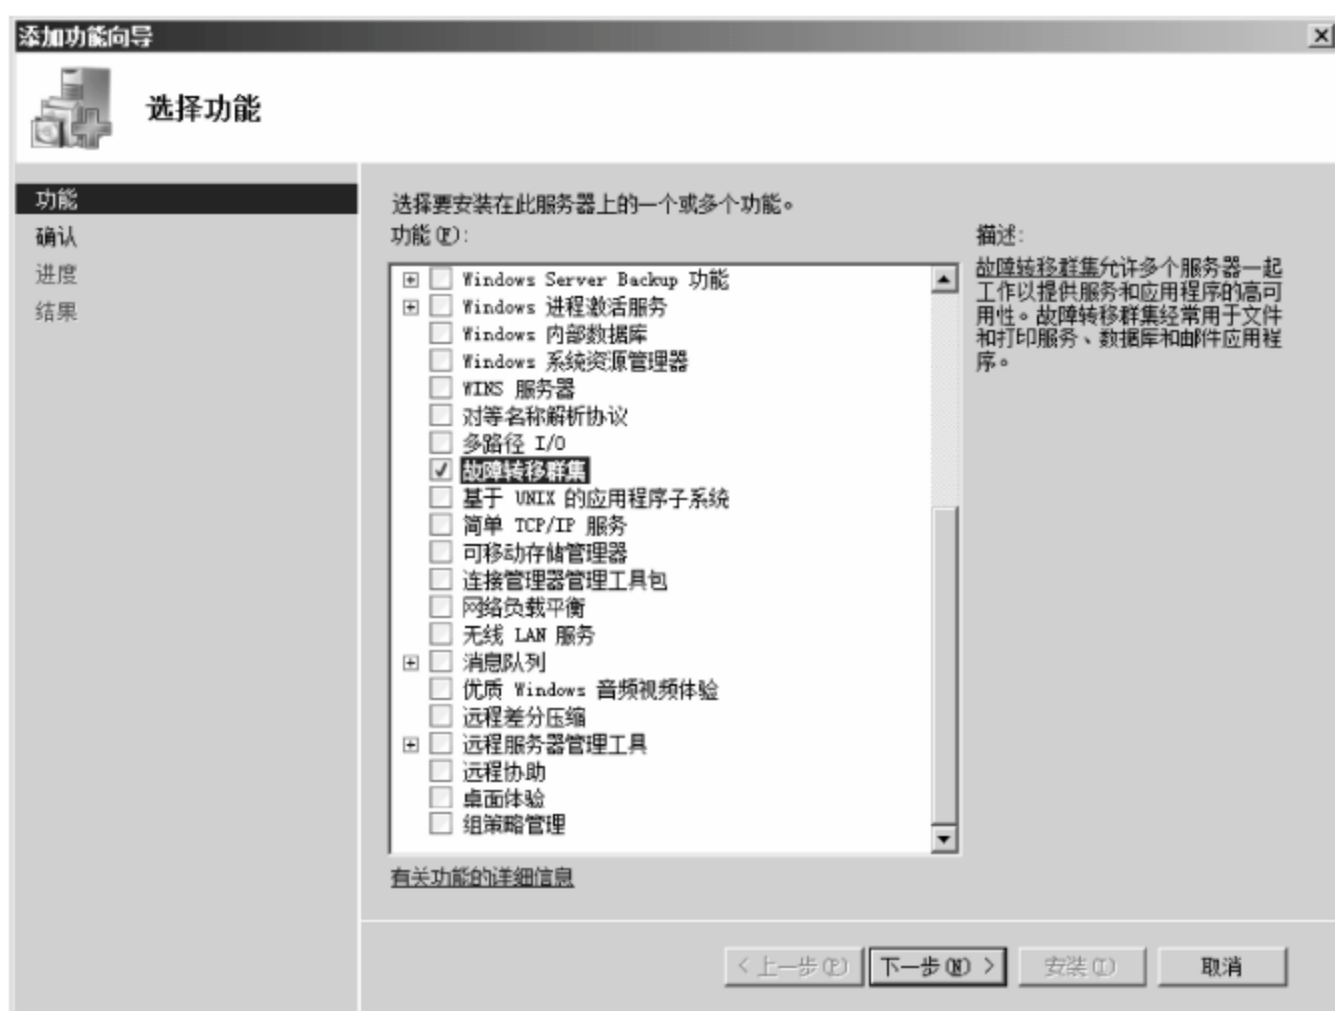 添加功能向导
选择功能
功能
确认
进度
结果
选择要安装在此服务器上的一个或多个功能。
功能(F):
Windows Server Backup 功能
Windows 进程激活服务
Windows 内部数据库
Windows 系统资源管理器
WINS 服务器
对等名称解析协议
多路径 I/O
故障转移群集
基于 UNIX 的应用程序子系统
简单 TCP/IP 服务
可移动存储管理器
连接管理器管理工具包
网络负载平衡
无线 LAN 服务
消息队列
优质 Windows 音频视频体验
远程差分压缩
远程服务器管理工具
远程协助
桌面体验
组策略管理
描述:
故障转移群集允许多个服务器一起
工作以提供服务和应用程序的高可
用性。故障转移群集经常用于文件
和打印服务、数据库和邮件应用程
序。
有关功能的详细信息
< 上一步(P)
下一步(N) >
安装(I)
取消